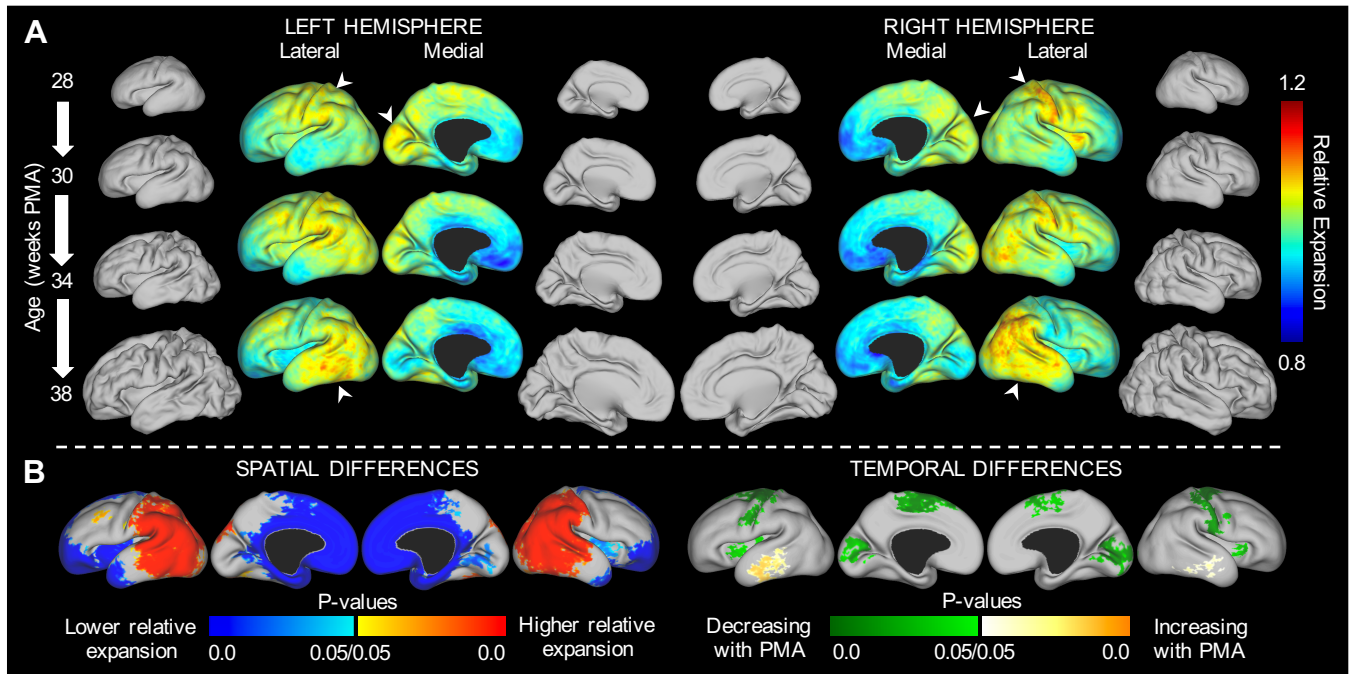 A
LEFT HEMISPHERE
RIGHT HEMISPHERE
Lateral
Medial
Medial
Lateral
28
30
34
38
Age (weeks PMA)
1.2
Relative Expansion
0.8
B
SPATIAL DIFFERENCES
TEMPORAL DIFFERENCES
P-values
Lower relative
expansion
0.0
0.05/0.05
0.0
Higher relative
expansion
P-values
Decreasing
with PMA
0.0
0.05/0.05
0.0
Increasing
with PMA